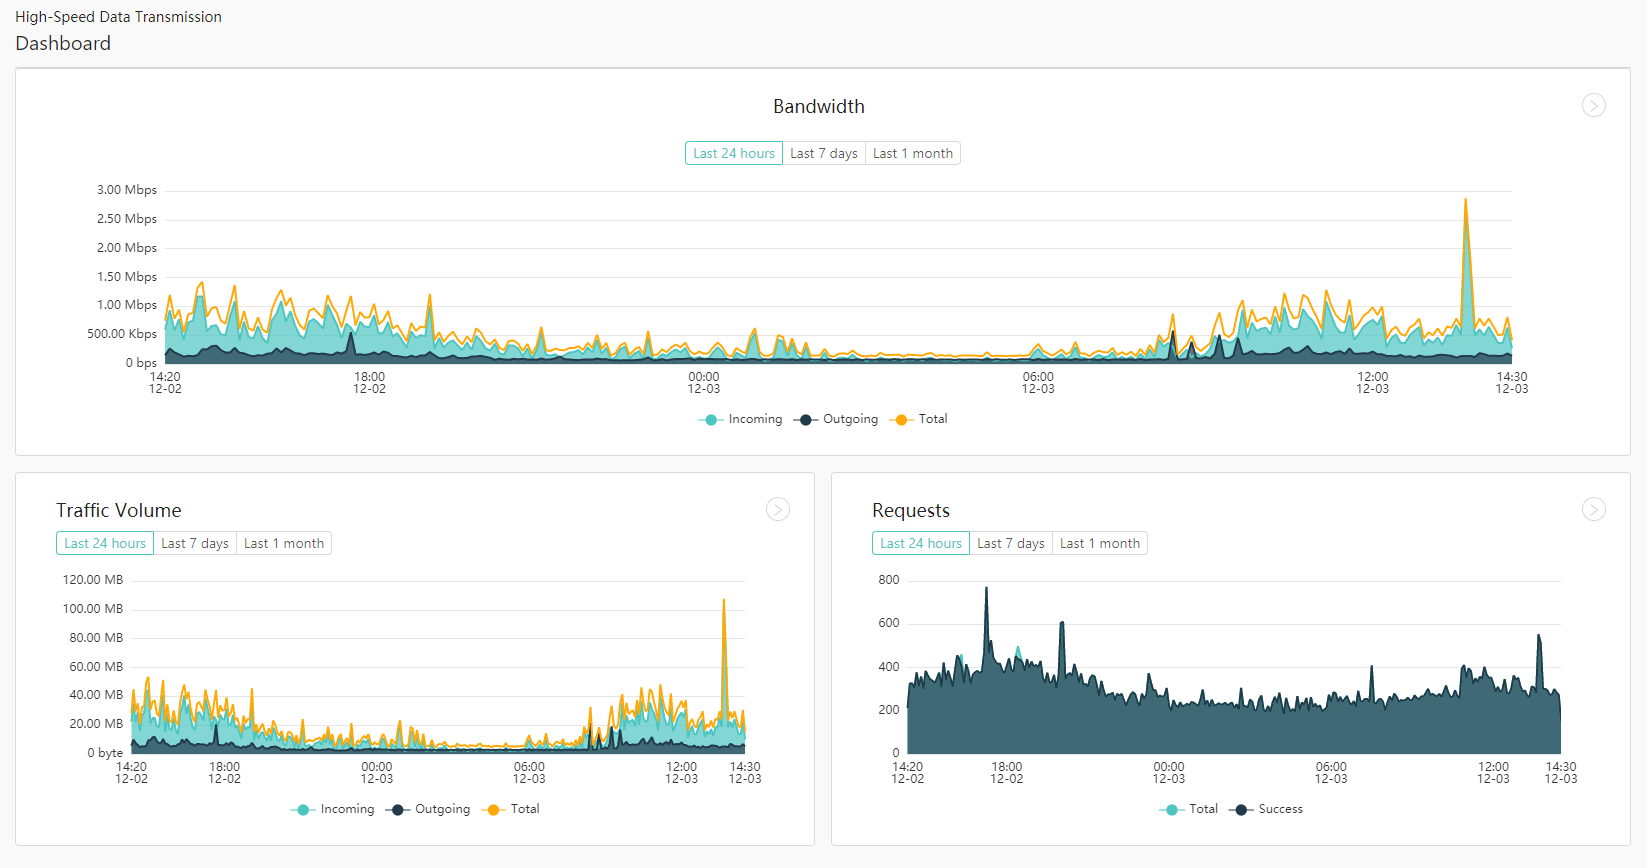 High-Speed Data Transmission
Dashboard
Bandwidth
Last 24 hours Last 7 days Last 1 month
3.00 Mbps
2.50 Mbps
2.00 Mbps
1.50 Mbps
1.00 Mbps
500.00 Kbps
0 bps
14:20 18:00 00:00 06:00 12:00 14:30
12-02 12-02 12-03 12-03 12-03 12-03
Incoming Outgoing Total
Traffic Volume
Last 24 hours Last 7 days Last 1 month
120.00 MB
100.00 MB
80.00 MB
60.00 MB
40.00 MB
20.00 MB
0 byte
14:20 18:00 00:00 06:00 12:00 14:30
12-02 12-02 12-03 12-03 12-03 12-03
Incoming Outgoing Total
Requests
Last 24 hours Last 7 days Last 1 month
800
600
400
200
0
14:20 18:00 00:00 06:00 12:00 14:30
12-02 12-02 12-03 12-03 12-03 12-03
Total Success